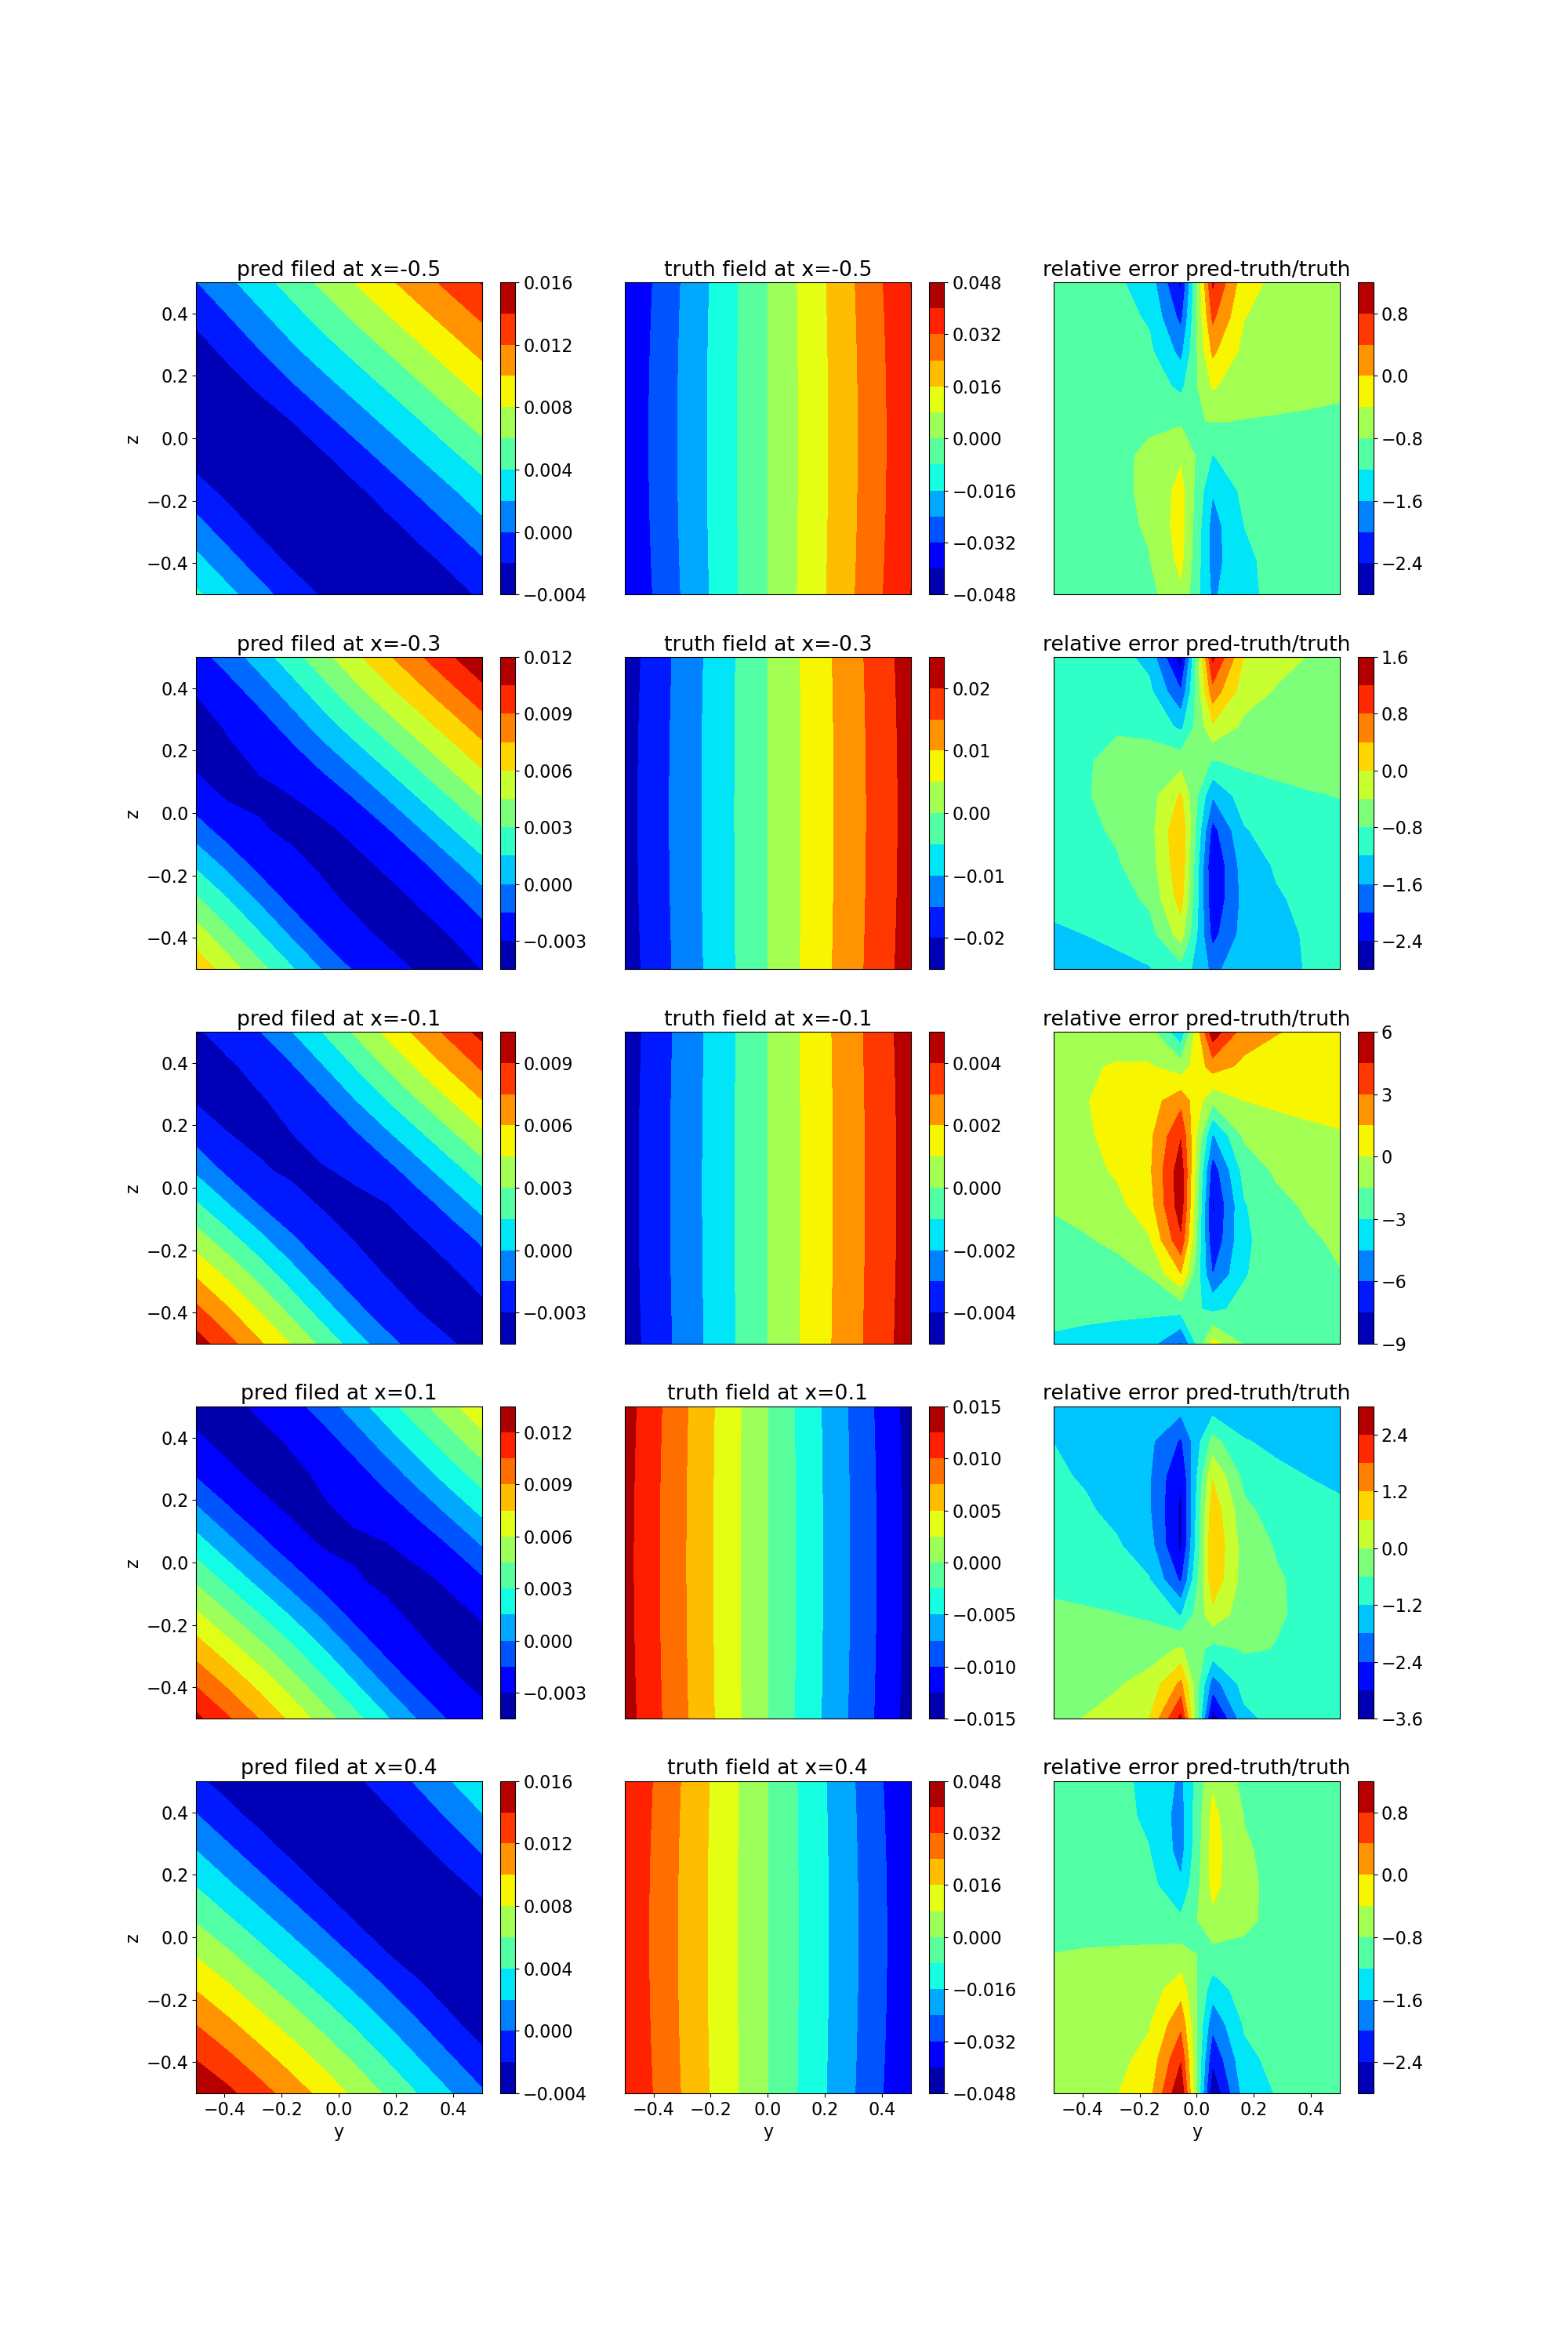 pred filed at x=-0.5 truth field at x=-0.5 relative error pred-truth/truth
z 0.4 0.2 0.0 −0.2 −0.4
0.016 0.012 0.008 0.004 0.000 −0.004
0.048 0.032 0.016 0.000 −0.016 −0.032 −0.048
0.8 0.0 −0.8 −1.6 −2.4
pred filed at x=-0.3 truth field at x=-0.3 relative error pred-truth/truth
z 0.4 0.2 0.0 −0.2 −0.4
0.012 0.009 0.006 0.003 0.000 −0.003
0.02 0.01 0.00 −0.01 −0.02
1.6 0.8 0.0 −0.8 −1.6 −2.4
pred filed at x=-0.1 truth field at x=-0.1 relative error pred-truth/truth
z 0.4 0.2 0.0 −0.2 −0.4
0.009 0.006 0.003 0.000 −0.003
0.004 0.002 0.000 −0.002 −0.004
6 3 0 −3 −6 −9
pred filed at x=0.1 truth field at x=0.1 relative error pred-truth/truth
z 0.4 0.2 0.0 −0.2 −0.4
0.012 0.009 0.006 0.003 0.000 −0.003
0.015 0.010 0.005 0.000 −0.005 −0.010 −0.015
2.4 1.2 0.0 −1.2 −2.4 −3.6
pred filed at x=0.4 truth field at x=0.4 relative error pred-truth/truth
z 0.4 0.2 0.0 −0.2 −0.4
0.016 0.012 0.008 0.004 0.000 −0.004
0.048 0.032 0.016 0.000 −0.016 −0.032 −0.048
0.8 0.0 −0.8 −1.6 −2.4
−0.4 −0.2 0.0 0.2 0.4 −0.4 −0.2 0.0 0.2 0.4 −0.4 −0.2 0.0 0.2 0.4
y y y